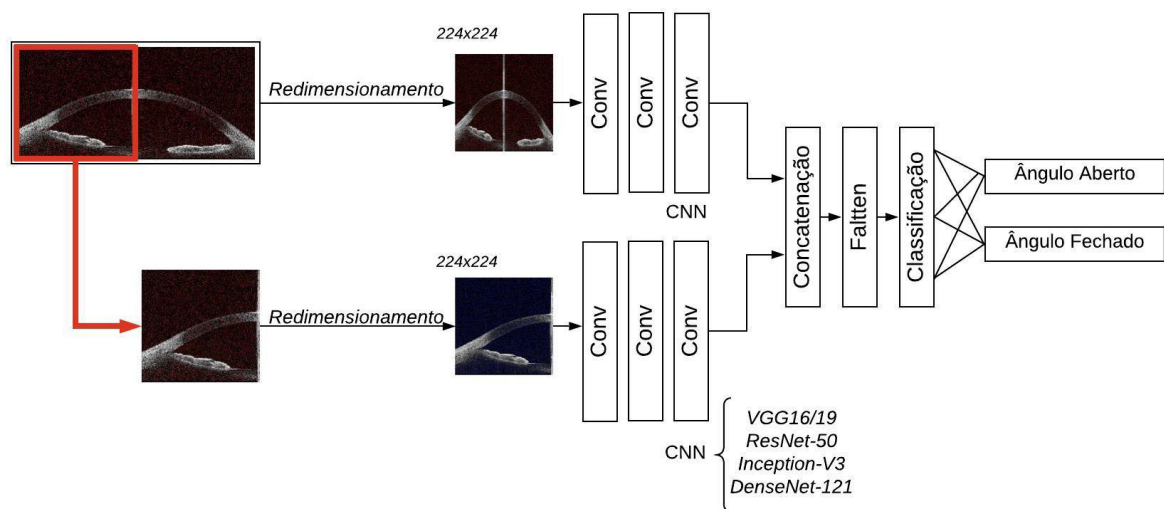 224x224
Redimensionamento
Conv
Conv
Conv
CNN
224x224
Redimensionamento
Conv
Conv
Conv
CNN
VGG16/19
ResNet-50
Inception-V3
DenseNet-121
Concatenação
Faltten
Classificação
Ângulo Aberto
Ângulo Fechado